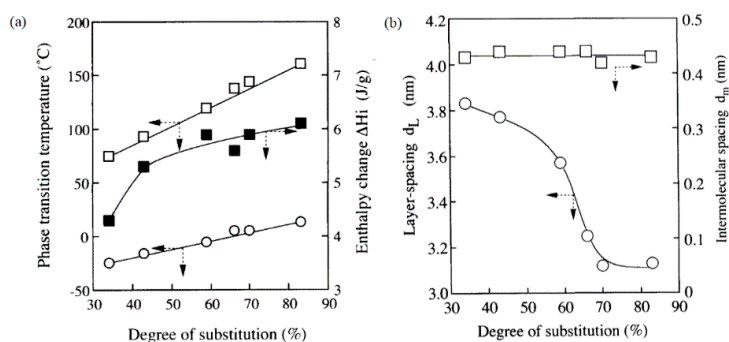 (a)
200
150
100
50
0
-50
Phase transition temperature (˚C)
8
7
6
5
4
3
Enthalpy change ΔHi (J/g)
30 40 50 60 70 80 90
Degree of substitution (%)
(b)
4.2
4.0
3.8
3.6
3.4
3.2
3.0
Layer-spacing dL (nm)
0.5
0.4
0.3
0.2
0.1
0
Intermolecular spacing dm (nm)
30 40 50 60 70 80 90
Degree of substitution (%)